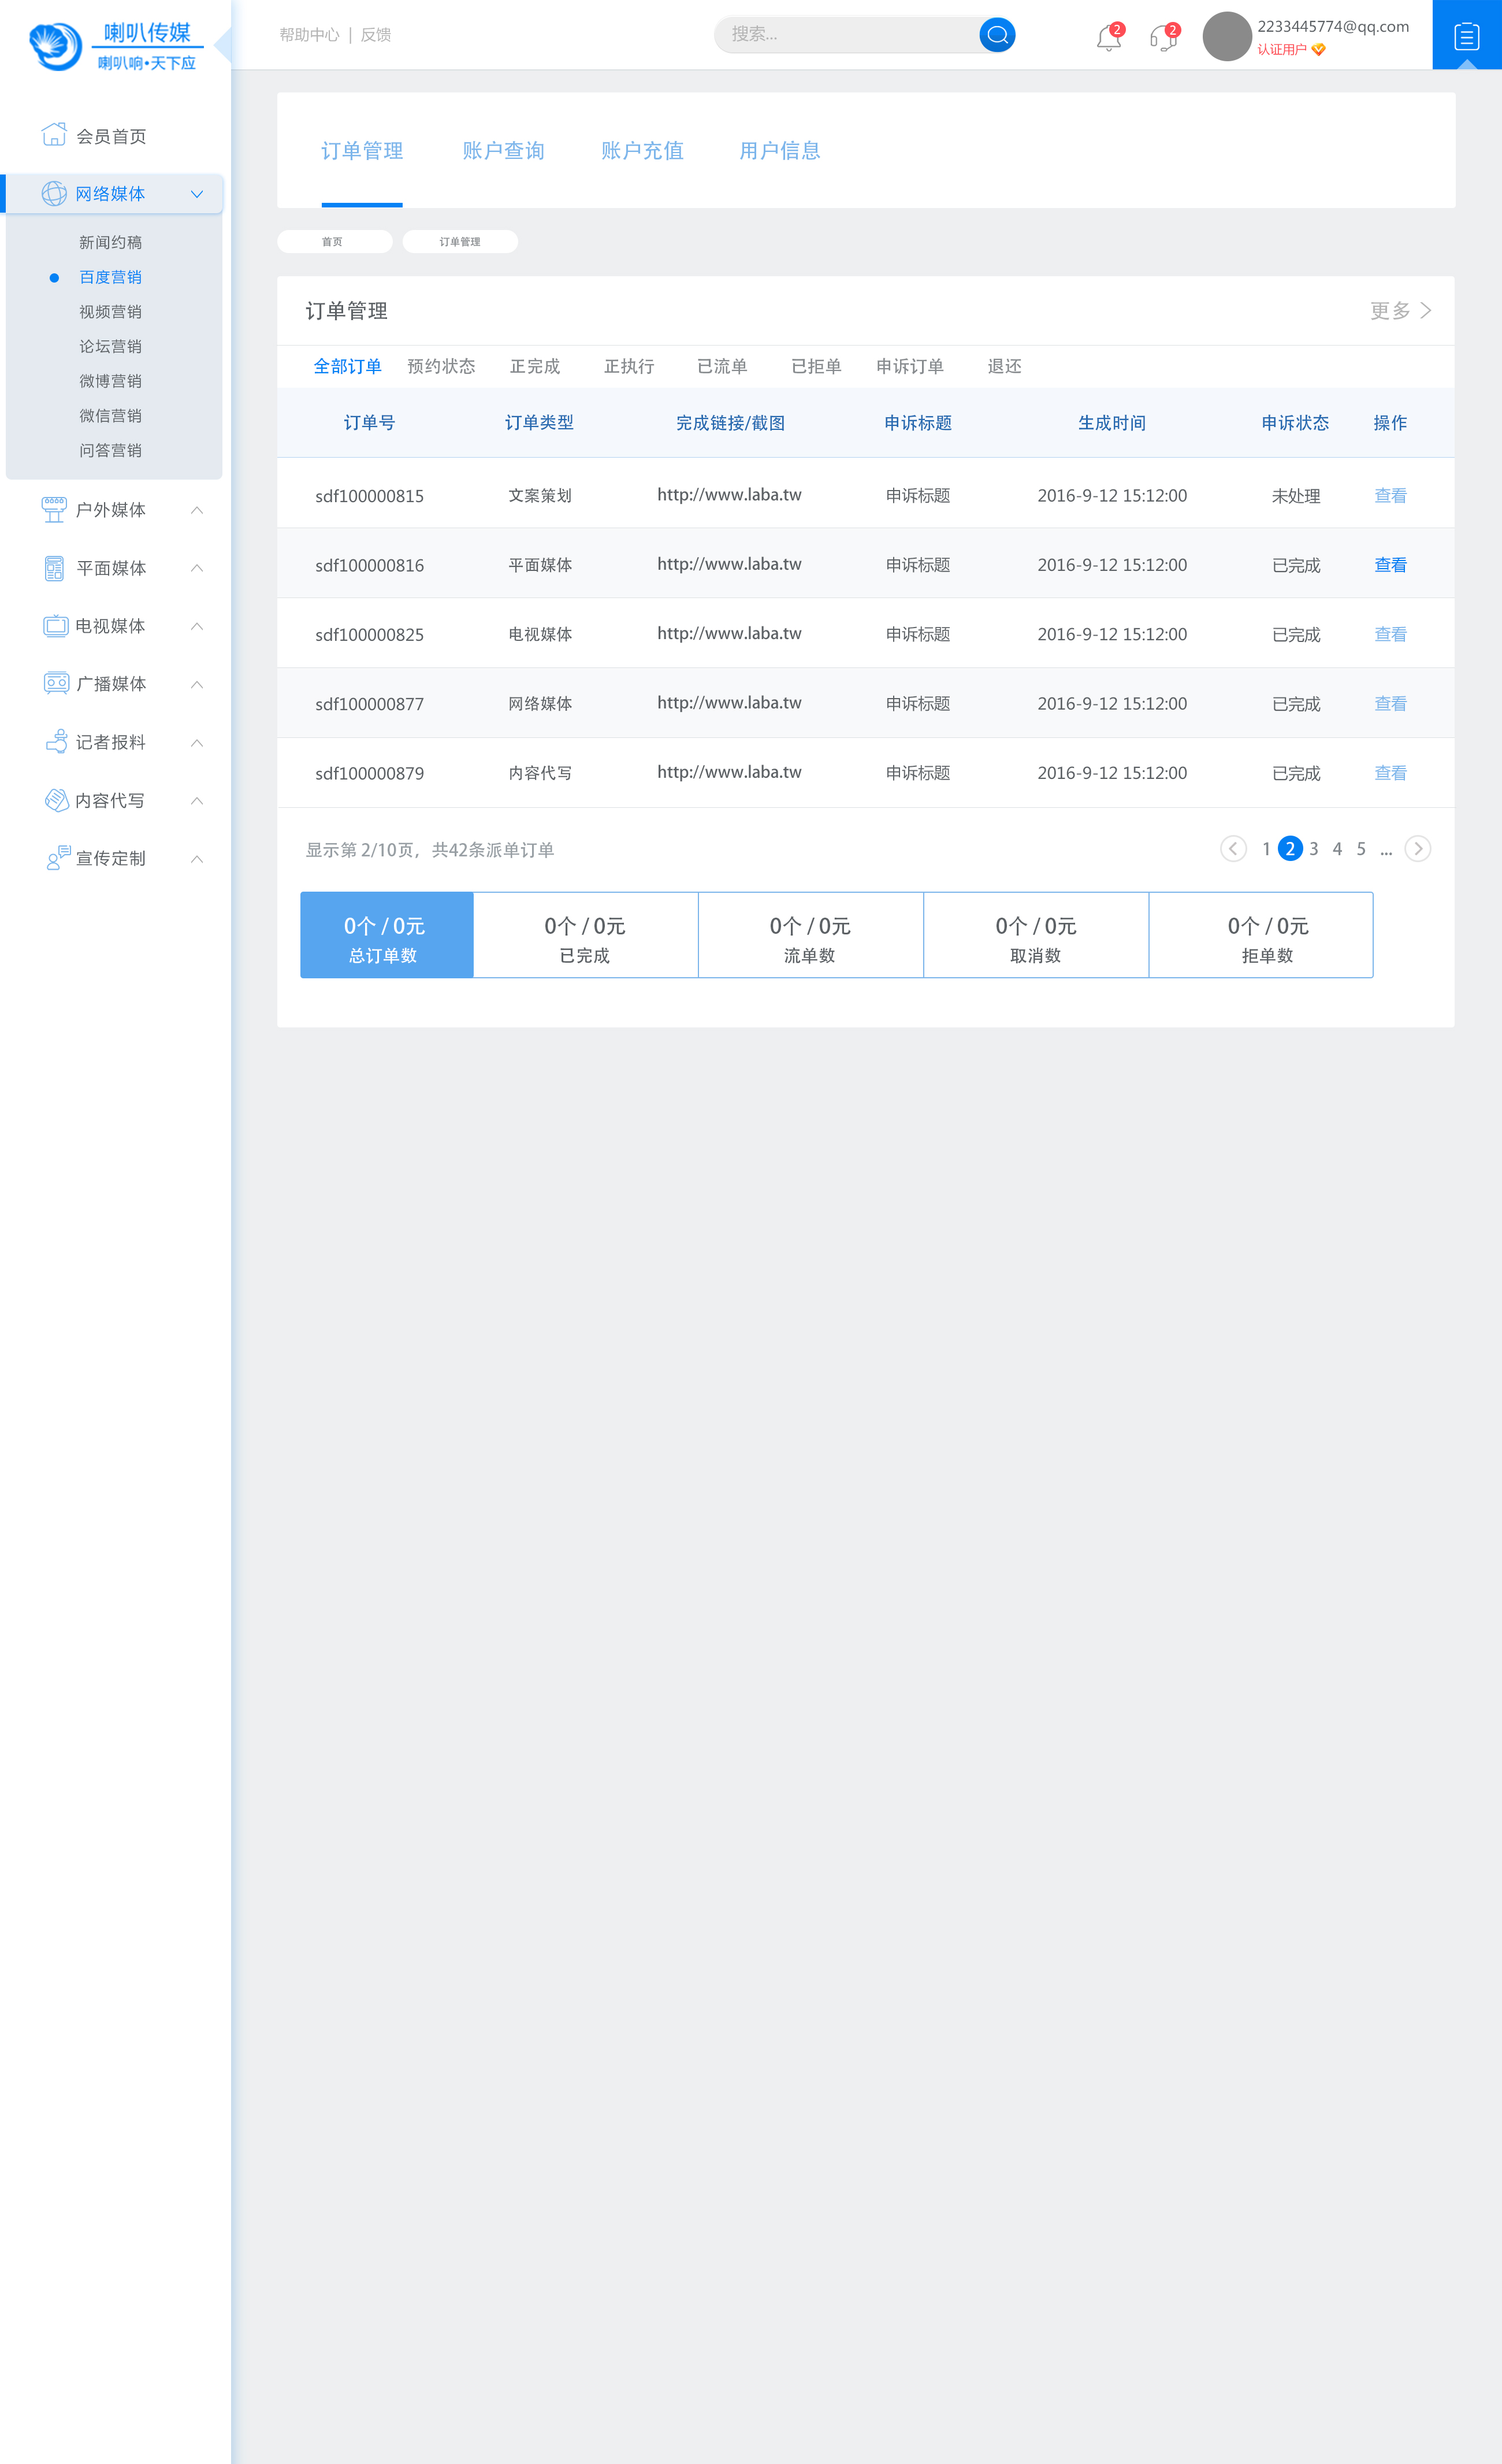 喇叭传媒
喇叭响•天下应
帮助中心 | 反馈
搜索...
2
2
2233445774@qq.com
认证用户
会员首页
网络媒体
新闻约稿
百度营销
视频营销
论坛营销
微博营销
微信营销
问答营销
户外媒体
平面媒体
电视媒体
广播媒体
记者报料
内容代写
宣传定制
订单管理 账户查询 账户充值 用户信息
首页 订单管理
订单管理 更多
全部订单 预约状态 正完成 正执行 已流单 已拒单 申诉订单 退还
订单号 订单类型 完成链接/截图 申诉标题 生成时间 申诉状态 操作
sdf100000815 文案策划 http://www.laba.tw 申诉标题 2016-9-12 15:12:00 未处理 查看
sdf100000816 平面媒体 http://www.laba.tw 申诉标题 2016-9-12 15:12:00 已完成 查看
sdf100000825 电视媒体 http://www.laba.tw 申诉标题 2016-9-12 15:12:00 已完成 查看
sdf100000877 网络媒体 http://www.laba.tw 申诉标题 2016-9-12 15:12:00 已完成 查看
sdf100000879 内容代写 http://www.laba.tw 申诉标题 2016-9-12 15:12:00 已完成 查看
显示第 2/10页，共42条派单订单 1 2 3 4 5 ...
0个 / 0元 0个 / 0元 0个 / 0元 0个 / 0元 0个 / 0元
总订单数 已完成 流单数 取消数 拒单数